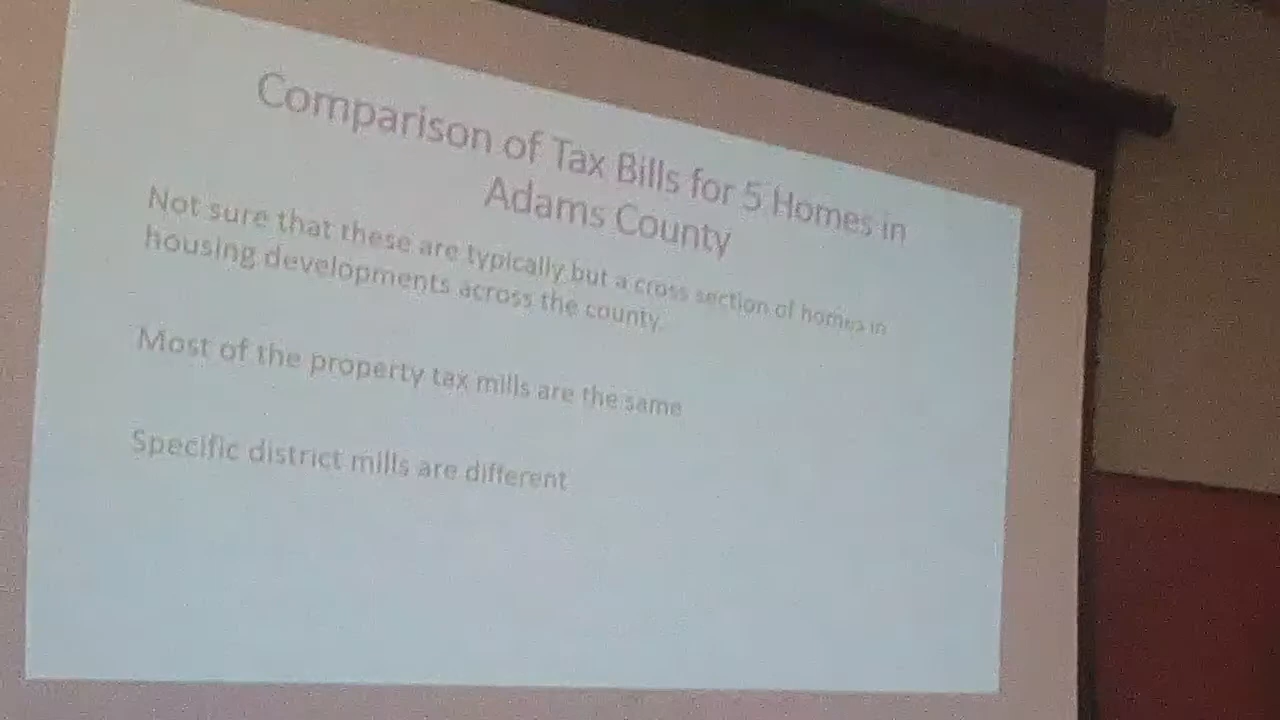 Comparison of Tax Bills for 5 Homes in
Adams County
Not sure that these are typically but a cross section of homes in
housing developments across the county.
Most of the property tax mills are the same
Specific district mills are different